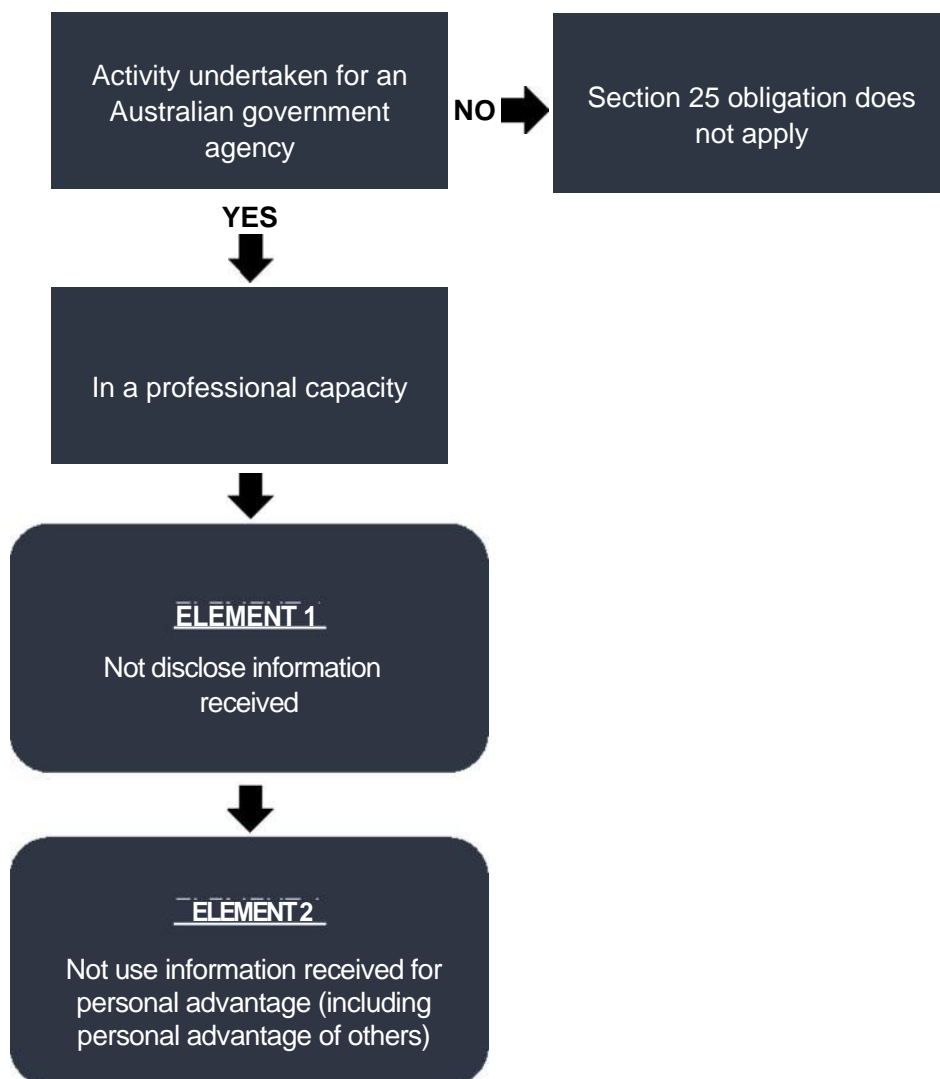 Activity undertaken for an
Australian government
agency
NO
Section 25 obligation does
not apply
YES
In a professional capacity
ELEMENT 1
Not disclose information
received
ELEMENT 2
Not use information received for
personal advantage (including
personal advantage of others)